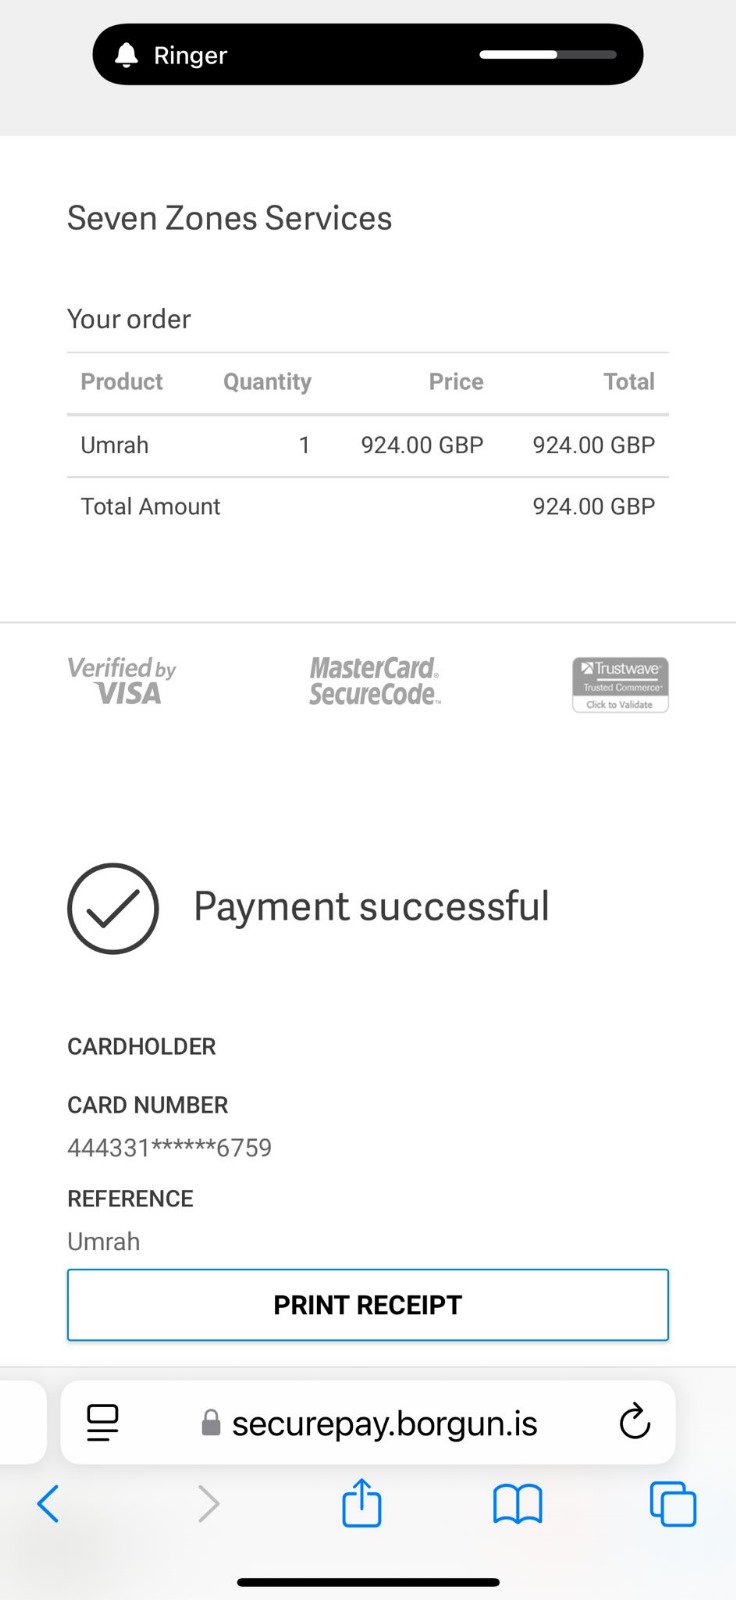 Ringer
Seven Zones Services
Your order
Product Quantity Price Total
Umrah 1 924.00 GBP 924.00 GBP
Total Amount 924.00 GBP
Verified by
VISA
MasterCard.
SecureCode™
Trustwave®
Trusted Commerce™
Click to Validate
Payment successful
CARDHOLDER
CARD NUMBER
444331******6759
REFERENCE
Umrah
PRINT RECEIPT
securepay.borgun.is